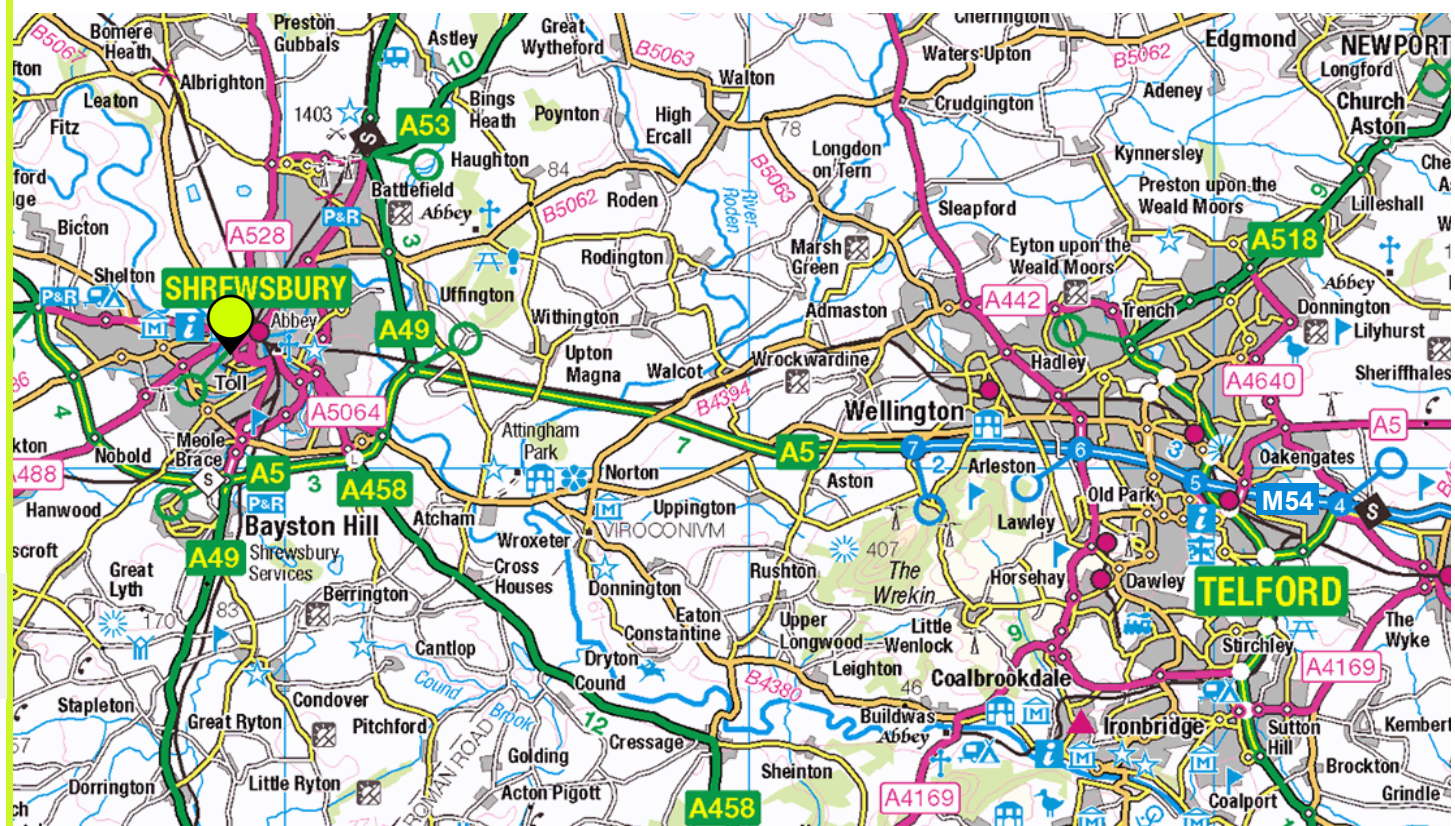 Bomere
Heath
Preston
Gubbals
Astley
Great
Wytheford
Cherrington
Edgmond
NEWPORT
B5067
B5063
Waters Upton
B5062
Longford
Albrighton
10
Walton
Adeney
Leaton
Bings
Heath
Poynton
High
Ercall
Crudgington
Church
Aston
Fitz
1403
S
A53
78
Haughton
84
Longdon
on Tern
Kynnersley
6
Battlefield
Abbey
B5062
Roden
B5063
River
Roden
Sleapford
Preston upon the
Weald Moors
Lilleshall
Bicton
P&R
A528
3
Rodington
Marsh
Green
Eyton upon the
Weald Moors
A518
Abbey
Shelton
P&R
SHREWSBURY
Uffington
A442
Donnington
M
i
Abbey
A49
Withington
Admaston
Trench
Lilyhurst
Toll
Upton
Magna
Walcot
Wrockwardine
Hadley
Sheriffhales
4
A5064
B4394
A4640
Wellington
A5
Meole
Brace
Attingham
Park
7
A5
7
2
6
3
Oakengates
Nobold
L
A488
S
A5
3
A458
Norton
Aston
Arleston
5
Old Park
M54
4
S
Hanwood
P&R
Bayston Hill
Atcham
M
Uppington
VIROCONIVM
Lawley
i
A49
Shrewsbury
Services
Wroxeter
407
The
Wrekin
Great
Lyth
Cross
Houses
Donnington
Rushton
Horsehay
Dawley
TELFORD
Berrington
83
170
Eaton
Constantine
Upper
Longwood
Little
Wenlock
9
The
Wyke
Cantlop
Dryton
Leighton
Stirchley
A4169
Cound
Brook
Cound
B4380
46
Coalbrookdale
Stapleton
Condover
Great Ryton
Pitchford
12
Buildwas
Abbey
M
Ironbridge
Sutton
Hill
Kembert
57
ROMAN ROAD
Golding
Cressage
i
M
M
Brockton
Dorrington
Little Ryton
Acton Pigott
Sheinton
A458
A4169
Coalport
Grindle
M
M